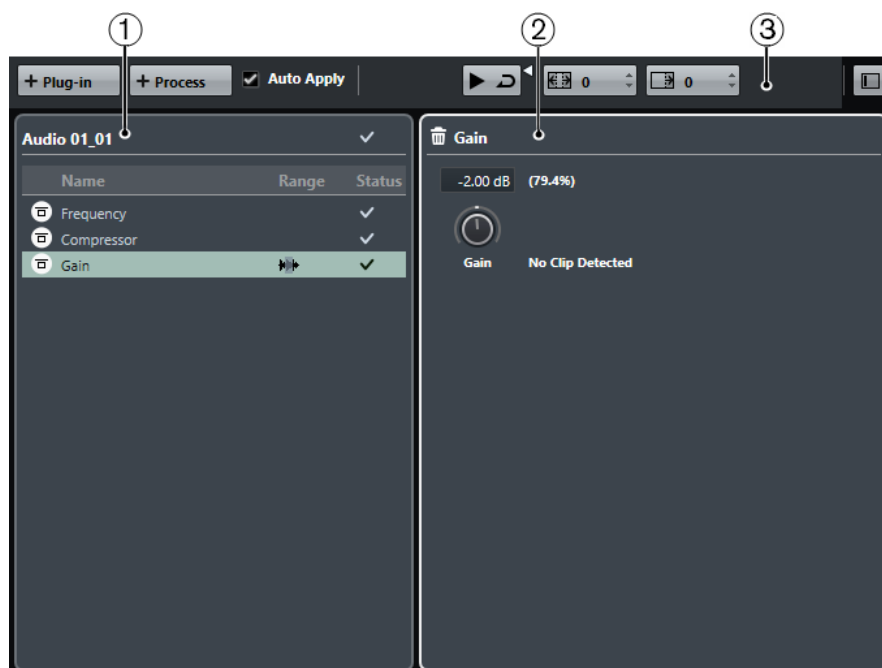 1 2 3
+ Plug-in + Process Auto Apply 0 0
Audio 01_01
Name Range Status
Frequency
Compressor
Gain
Gain
-2.00 dB (79.4%)
Gain No Clip Detected